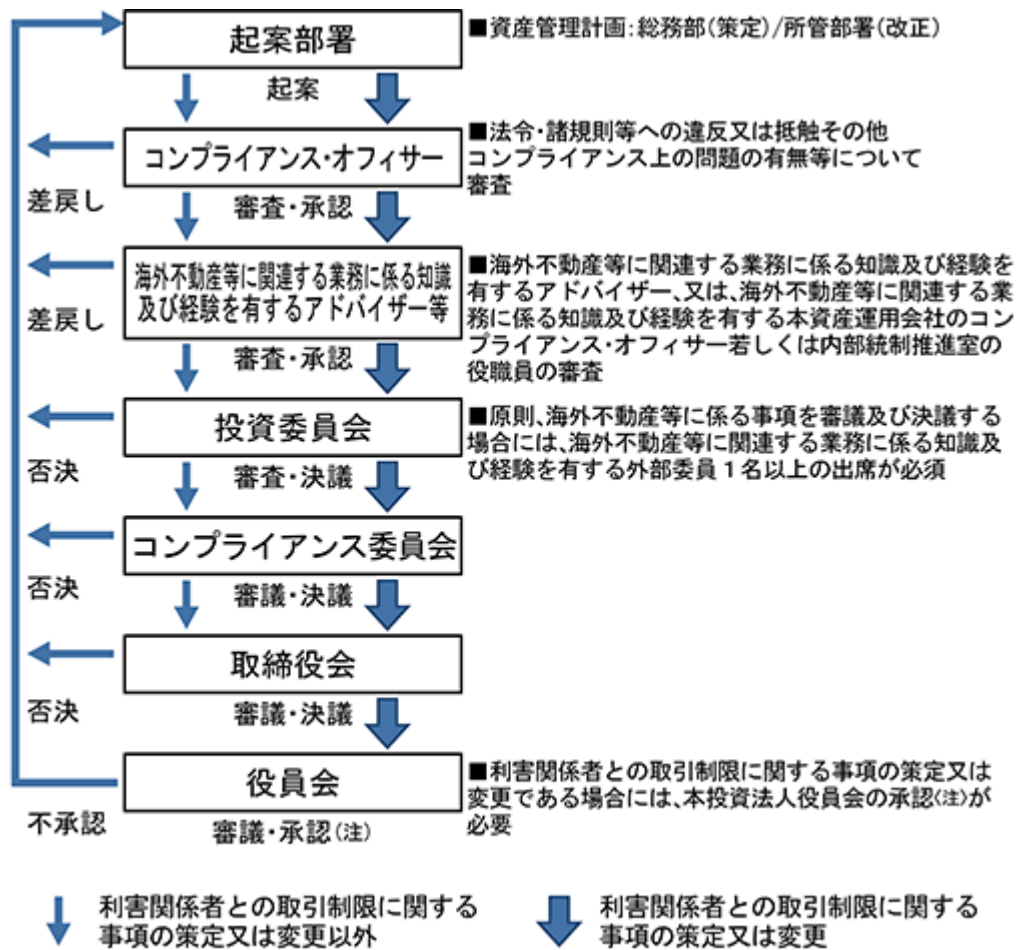 起案部署
■資産管理計画：総務部（策定）/所管部署（改正）
起案
コンプライアンス・オフィサー
■法令・諸規則等への違反又は抵触その他
コンプライアンス上の問題の有無等について
審査
差戻し
審査・承認
海外不動産等に関連する業務に係る知識
及び経験を有するアドバイザー等
■海外不動産等に関連する業務に係る知識及び経験を
有するアドバイザー、又は、海外不動産等に関連する業
務に係る知識及び経験を有する本資産運用会社のコン
プライアンス・オフィサー若しくは内部統制推進室の
役職員の審査
差戻し
審査・承認
投資委員会
■原則、海外不動産等に係る事項を審議及び決議する
場合には、海外不動産等に関連する業務に係る知識及
び経験を有する外部委員１名以上の出席が必須
否決
審査・決議
コンプライアンス委員会
否決
審議・決議
取締役会
否決
審議・決議
役員会
■利害関係者との取引制限に関する事項の策定又は
変更である場合には、本投資法人役員会の承認（注）が
必要
不承認
審議・承認（注）
利害関係者との取引制限に関する
事項の策定又は変更以外
利害関係者との取引制限に関する
事項の策定又は変更